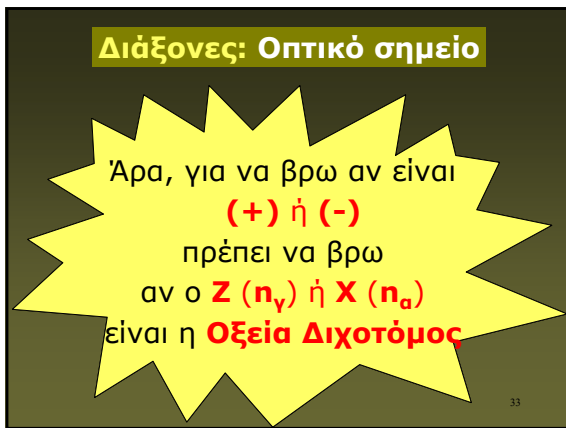 Διάξονες: Οπτικό σημείο
Άρα, για να βρω αν είναι
(+) ή (-)
πρέπει να βρω
αν ο Z (nγ) ή X (nα)
είναι η Οξεία Διχοτόμος
33